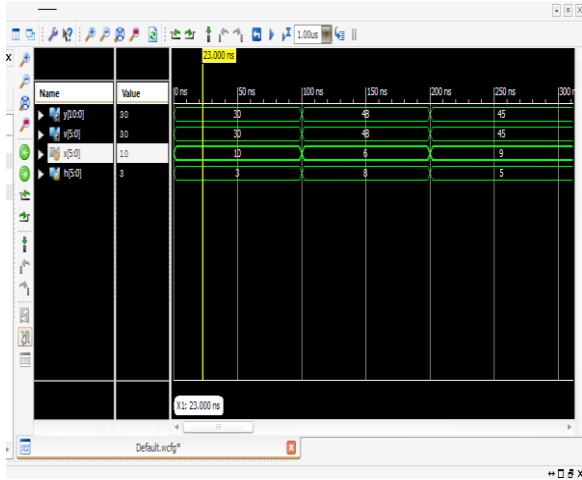 1.00us
23.000 ns
Name Value
0 ns 50 ns 100 ns 150 ns 200 ns 250 ns 300 n
y[10:0] 30 30 48 45
v[5:0] 30 30 48 45
x[5:0] 10 10 6 9
h[5:0] 3 3 8 5
X1: 23.000 ns
Default.wcfg*